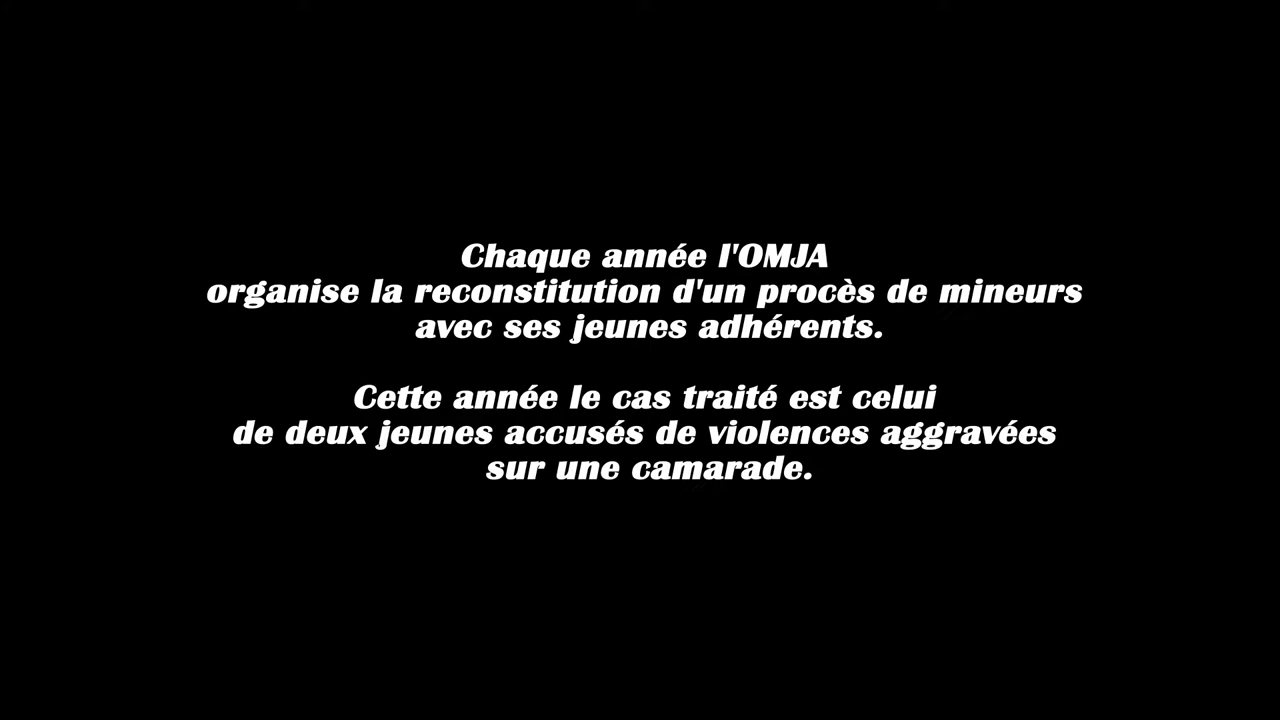 Chaque année l'OMJA
organise la reconstitution d'un procès de mineurs
avec ses jeunes adhérents.
Cette année le cas traité est celui
de deux jeunes accusés de violences aggravées
sur une camarade.